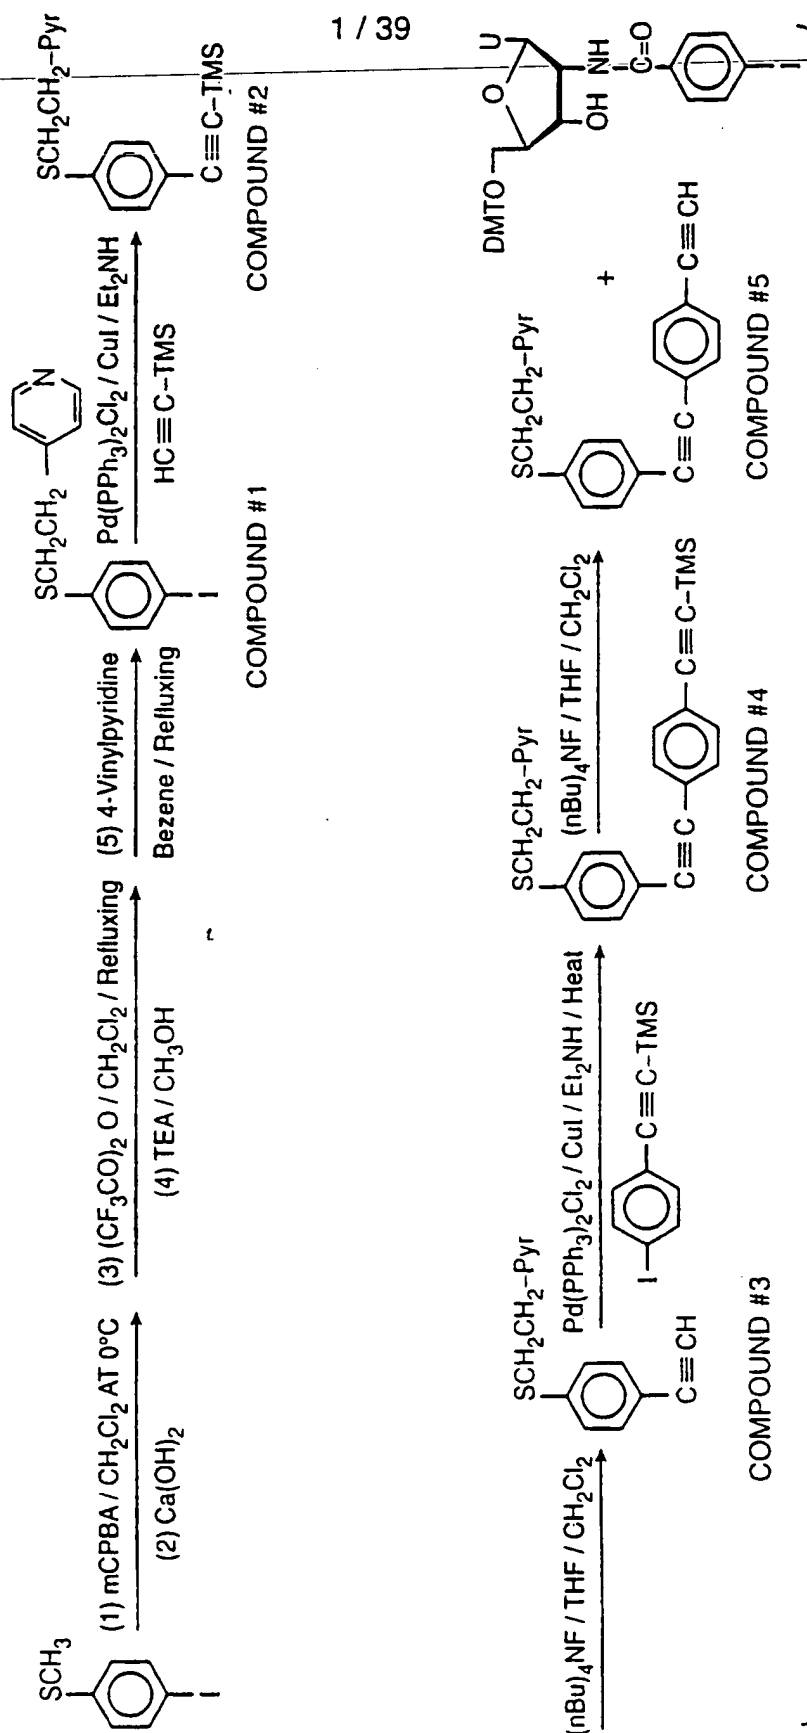 1 / 39
SCH3
I
(1) mCPBA / CH2Cl2 AT 0°C
(2) Ca(OH)2
(3) (CF3CO)2 O / CH2Cl2 / Refluxing
(4) TEA / CH3OH
(5) 4-Vinylpyridine
Bezene / Refluxing
SCH2CH2
N
I
COMPOUND #1
Pd(PPh3)2Cl2 / CuI / Et2NH
HC≡C-TMS
SCH2CH2-Pyr
C≡C-TMS
COMPOUND #2
(nBu)4NF / THF / CH2Cl2
SCH2CH2-Pyr
C≡CH
COMPOUND #3
Pd(PPh3)2Cl2 / CuI / Et2NH / Heat
I
C≡C-TMS
SCH2CH2-Pyr
C≡C
C≡C-TMS
COMPOUND #4
(nBu)4NF / THF / CH2Cl2
SCH2CH2-Pyr
C≡C
C≡CH
COMPOUND #5
+
DMTO
O
U
OH
NH
C=O
I